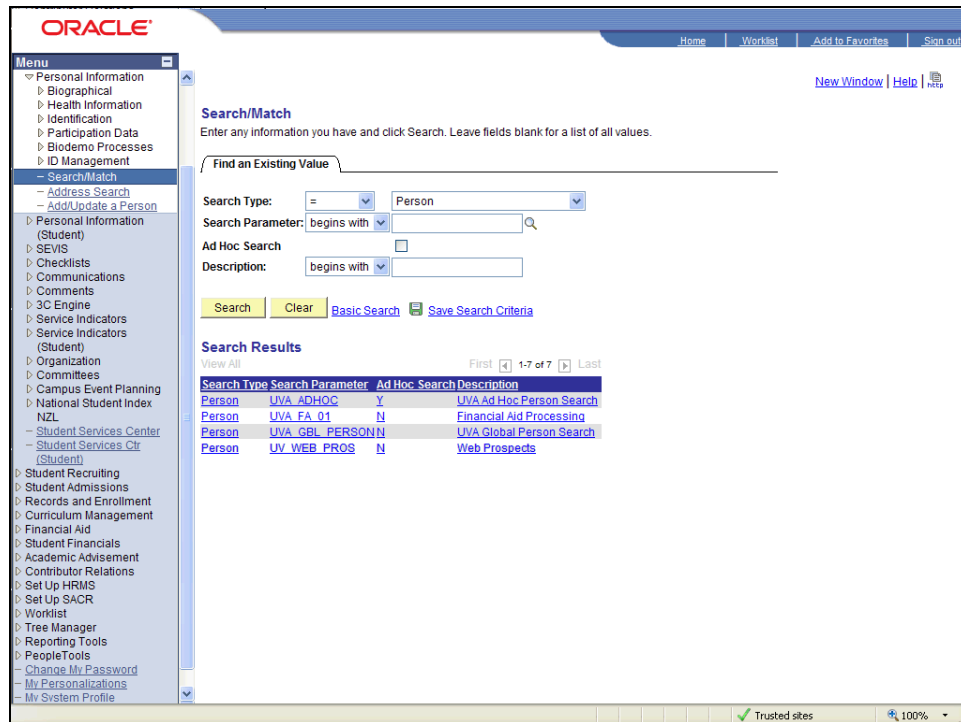 ORACLE
Home Worklist Add to Favorites Sign out
Menu
Personal Information
Biographical
Health Information
Identification
Participation Data
Biodemo Processes
ID Management
Search/Match
Address Search
Add/Update a Person
Personal Information
(Student)
SEVIS
Checklists
Communications
Comments
3C Engine
Service Indicators
Service Indicators
(Student)
Organization
Committees
Campus Event Planning
National Student Index
NZL
Student Services Center
Student Services Ctr
(Student)
Student Recruiting
Student Admissions
Records and Enrollment
Curriculum Management
Financial Aid
Student Financials
Academic Advisement
Contributor Relations
Set Up HRMS
Set Up SACR
Worklist
Tree Manager
Reporting Tools
PeopleTools
Change My Password
My Personalizations
My System Profile
New Window | Help | http
Search/Match
Enter any information you have and click Search. Leave fields blank for a list of all values.
Find an Existing Value
Search Type: = Person
Search Parameter: begins with
Ad Hoc Search
Description: begins with
Search Clear Basic Search Save Search Criteria
Search Results
View All First 1-7 of 7 Last
Search Type Search Parameter Ad Hoc Search Description
Person UVA_ADHOC Y UVA Ad Hoc Person Search
Person UVA_FA_01 N Financial Aid Processing
Person UVA_GBL_PERSON N UVA Global Person Search
Person UV_WEB_PROS N Web Prospects
Trusted sites 100%